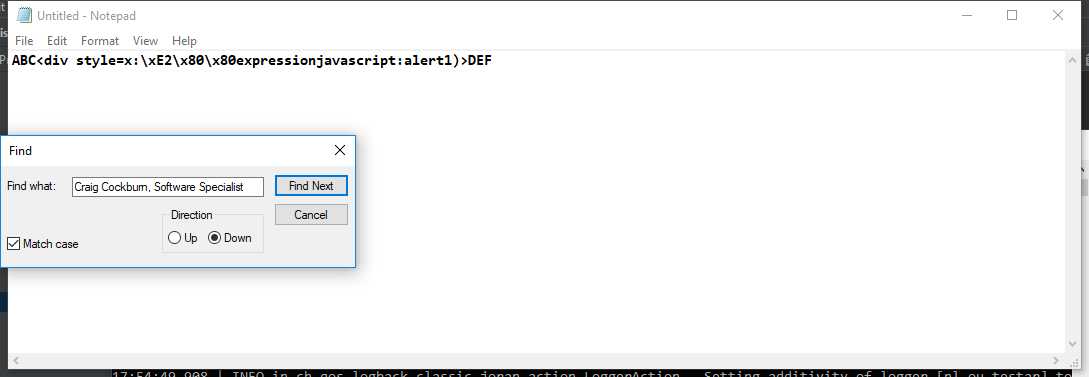 Untitled - Notepad
File Edit Format View Help
ABC<div style=x:\xE2\x80\x80expressionjavascript:alert1)>DEF
Find
Find what: Craig Cockburn, Software Specialist Find Next
Cancel
Direction
Up Down
Match case
17:54:49.908 | INFO in ch.qos.logback.classic.joran.action.LoggerAction - Setting additivity of logger [nl.ou.testar] to